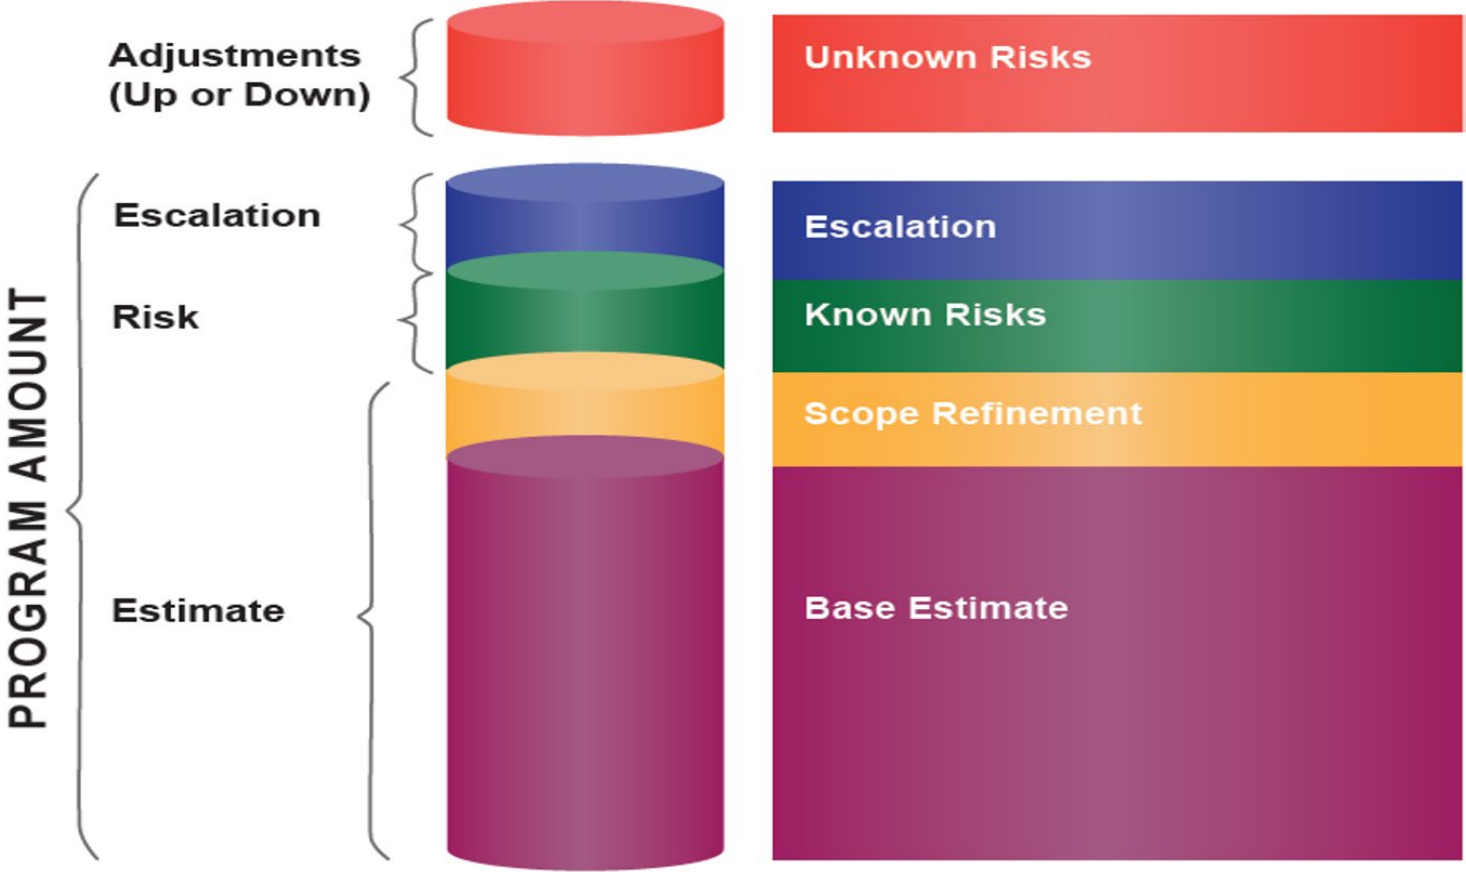 Adjustments
(Up or Down)
Unknown Risks
PROGRAM AMOUNT
Escalation
Escalation
Risk
Known Risks
Scope Refinement
Estimate
Base Estimate